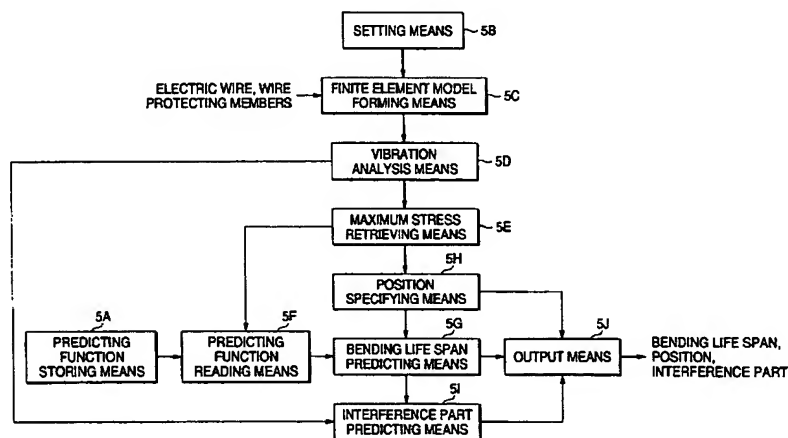 SETTING MEANS
5B
ELECTRIC WIRE, WIRE
PROTECTING MEMBERS
FINITE ELEMENT MODEL
FORMING MEANS
5C
VIBRATION
ANALYSIS MEANS
5D
MAXIMUM STRESS
RETRIEVING MEANS
5E
5H
POSITION
SPECIFYING MEANS
5A
PREDICTING
FUNCTION
STORING MEANS
5F
PREDICTING
FUNCTION
READING MEANS
5G
BENDING LIFE SPAN
PREDICTING MEANS
5J
OUTPUT MEANS
BENDING LIFE SPAN,
POSITION,
INTERFERENCE PART
5I
INTERFERENCE PART
PREDICTING MEANS